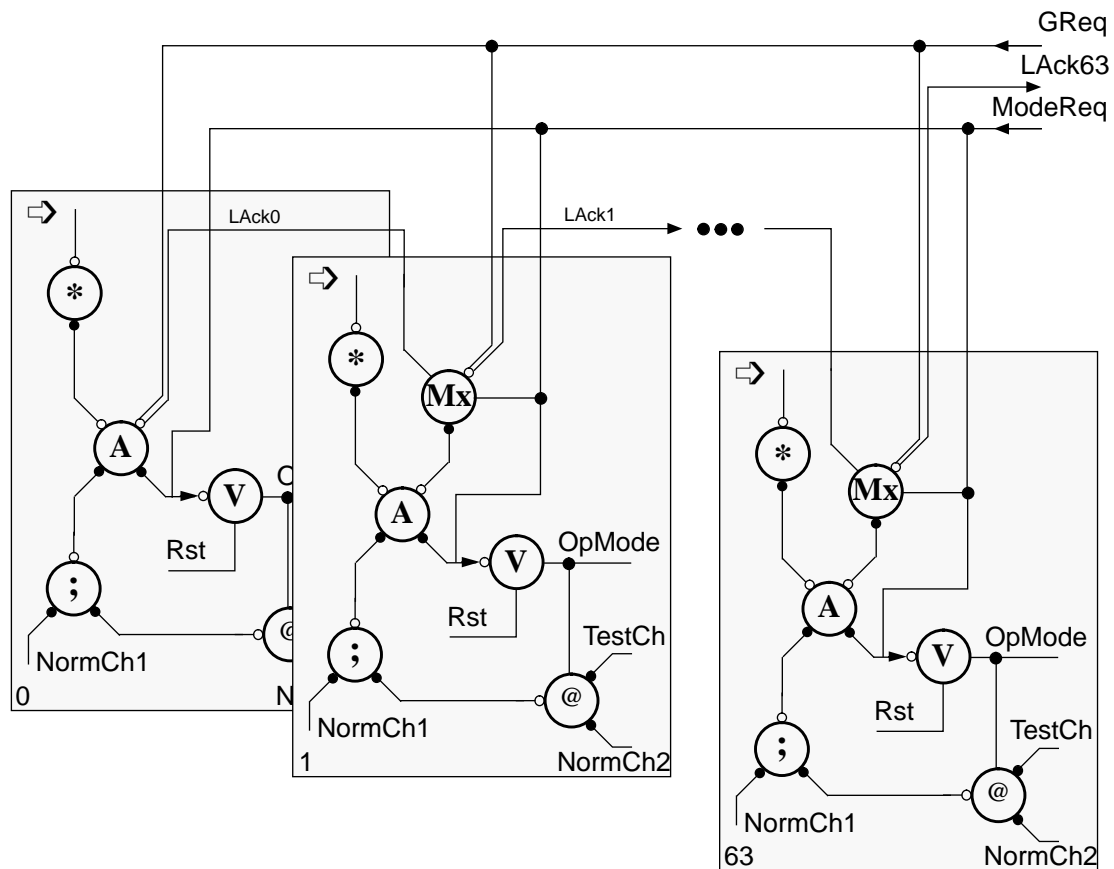 GReq
LAck63
ModeReq
LAck0
LAck1
*
*
Mx
*
Mx
A
V
O
A
V
OpMode
Rst
Rst
;
@
NormCh1
0
N
;
TestCh
@
NormCh1
NormCh2
1
A
V
OpMode
Rst
;
TestCh
@
NormCh1
NormCh2
63